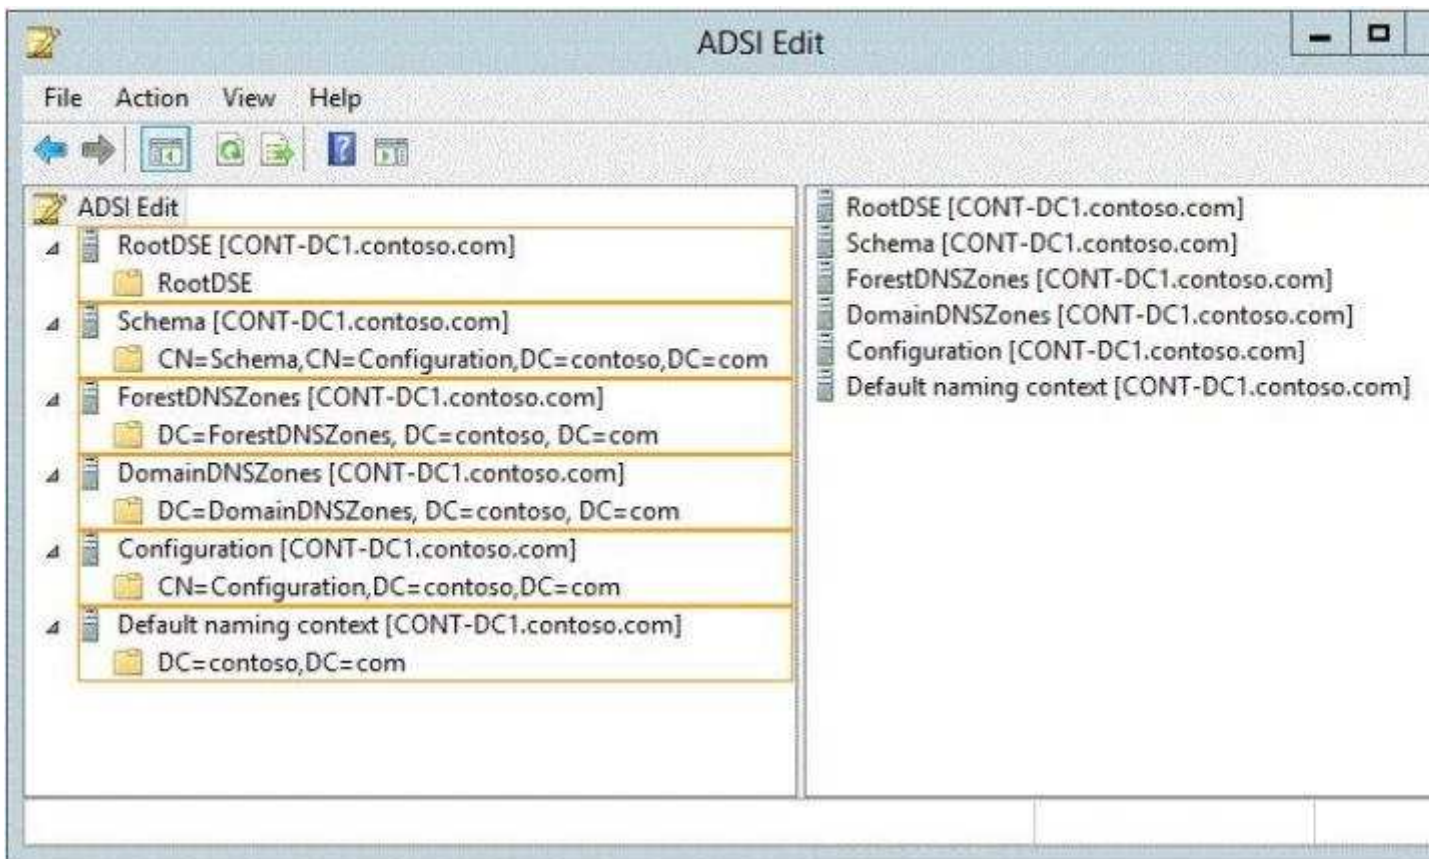 ADSI Edit
File Action View Help
ADSI Edit
RootDSE [CONT-DC1.contoso.com]
RootDSE
Schema [CONT-DC1.contoso.com]
CN=Schema,CN=Configuration,DC=contoso,DC=com
ForestDNSZones [CONT-DC1.contoso.com]
DC=ForestDNSZones, DC=contoso, DC=com
DomainDNSZones [CONT-DC1.contoso.com]
DC=DomainDNSZones, DC=contoso, DC=com
Configuration [CONT-DC1.contoso.com]
CN=Configuration,DC=contoso,DC=com
Default naming context [CONT-DC1.contoso.com]
DC=contoso,DC=com
RootDSE [CONT-DC1.contoso.com]
Schema [CONT-DC1.contoso.com]
ForestDNSZones [CONT-DC1.contoso.com]
DomainDNSZones [CONT-DC1.contoso.com]
Configuration [CONT-DC1.contoso.com]
Default naming context [CONT-DC1.contoso.com]